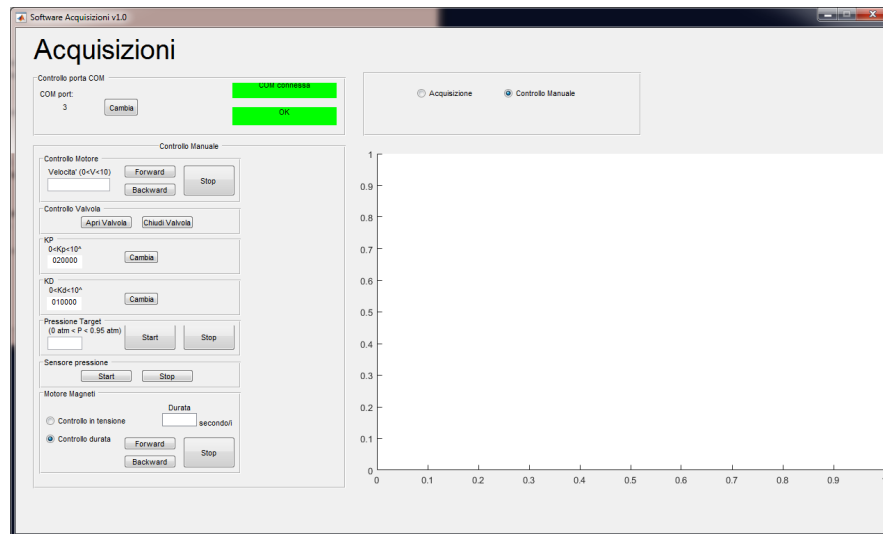 Software Acquisizioni v1.0
Acquisizioni
Controllo porta COM
COM port:
3
Cambia
COM connessa
OK
Acquisizione
Controllo Manuale
Controllo Manuale
Controllo Motore
Velocita' (0<V<10)
Forward
Backward
Stop
Controllo Valvola
Apri Valvola
Chiudi Valvola
KP
0<Kp<10^
020000
Cambia
KD
0<Kd<10^
010000
Cambia
Pressione Target
(0 atm < P < 0.95 atm)
Start
Stop
Sensore pressione
Start
Stop
Motore Magneti
Durata
secondo/i
Controllo in tensione
Controllo durata
Forward
Backward
Stop
1
0.9
0.8
0.7
0.6
0.5
0.4
0.3
0.2
0.1
0
0 0.1 0.2 0.3 0.4 0.5 0.6 0.7 0.8 0.9